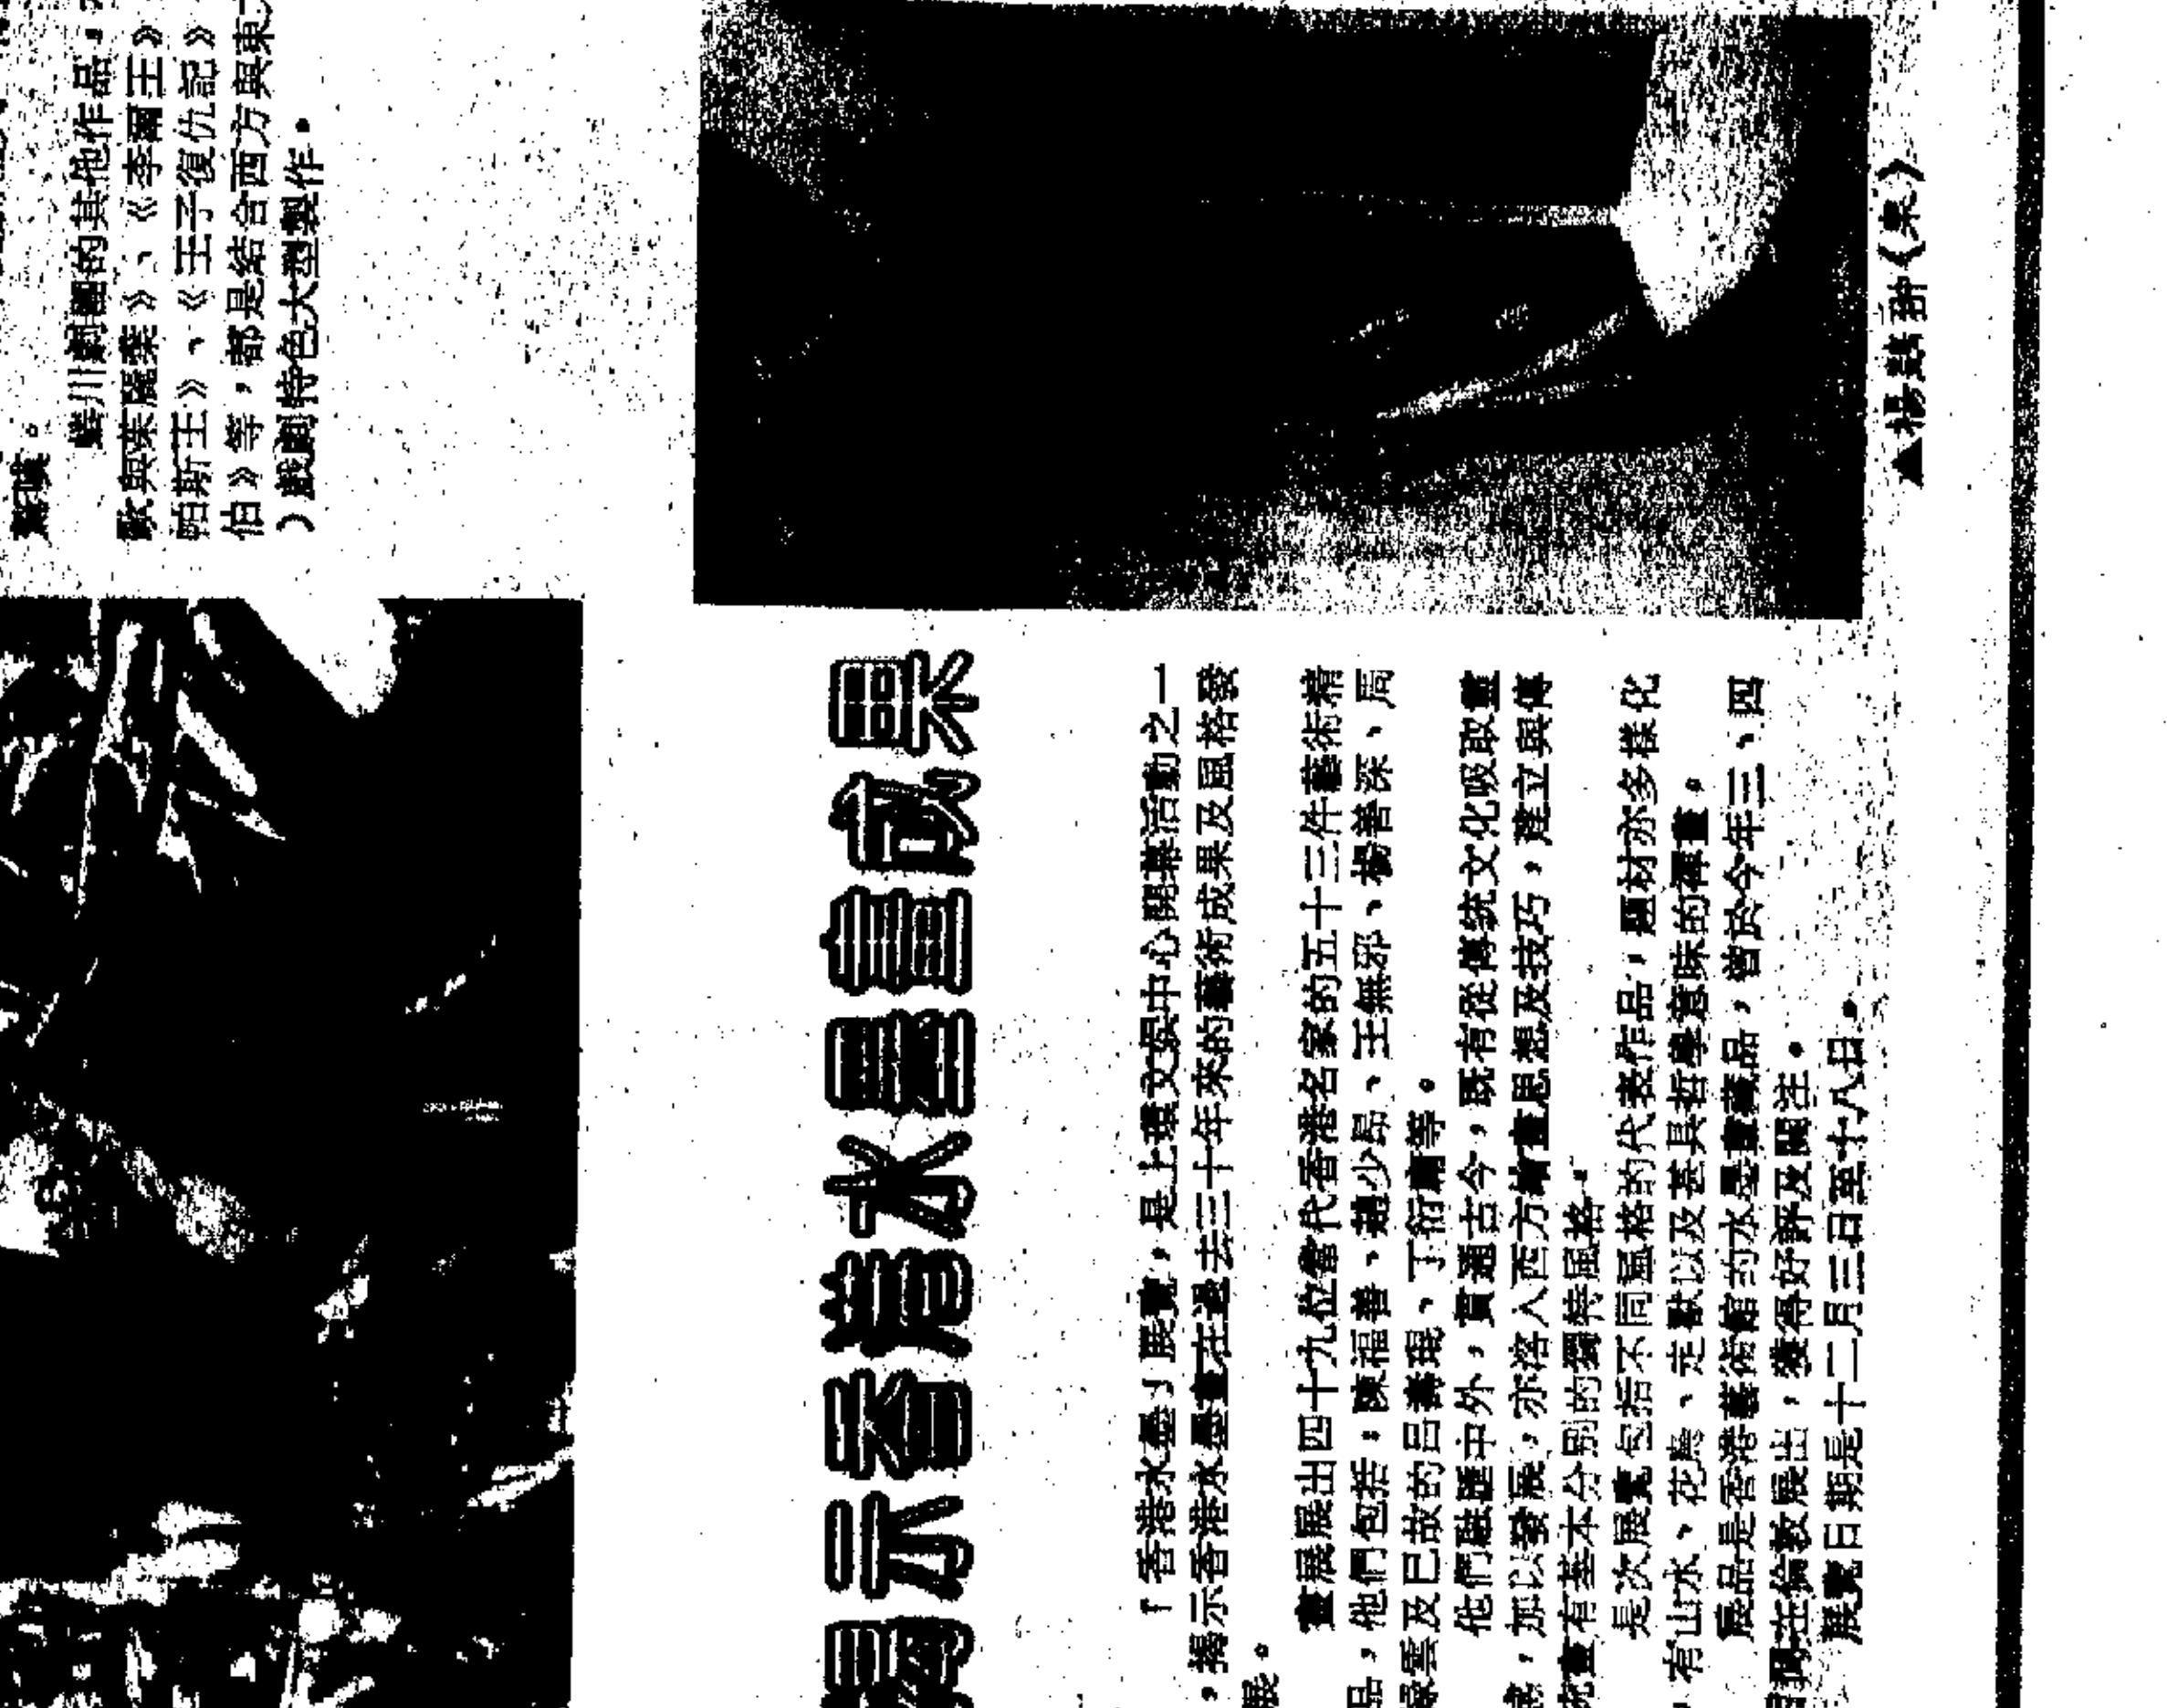 蜷川劇團的其他作品，
歐與茱麗葉》、《李爾王》
帕斯王》、《王子復仇記》
伯》等，都是結合西方與東
）戲劇特色大型製作。
揭示香港水墨畫成果
「香港水墨」展覽，是上環文娛中心開幕活動之一
，揭示香港水墨畫在過去三十年來的藝術成果及風格發
展。
畫展展出四十九位當代香港名家的五十三件藝術精
品，他們包括：陳福善、趙少昂、王無邪、楊善深、周
綠雲及已故的呂壽琨、丁衍庸等。
他們融匯中外，貫通古今，既有從傳統文化吸取靈
感，加以發展，亦溶入西方繪畫思想及技巧，建立與傳
統畫有基本分別的獨特風格。
是次展覽包括不同風格的代表作品，題材亦多樣化
，有山水、花鳥、走獸以及甚具哲學意味的禪畫。
展品是香港藝術館的水墨畫藏品，曾於今年三、四
月間在倫敦展出，獲得好評及關注。
展覽日期是十二月三日至十八日。
▲楊